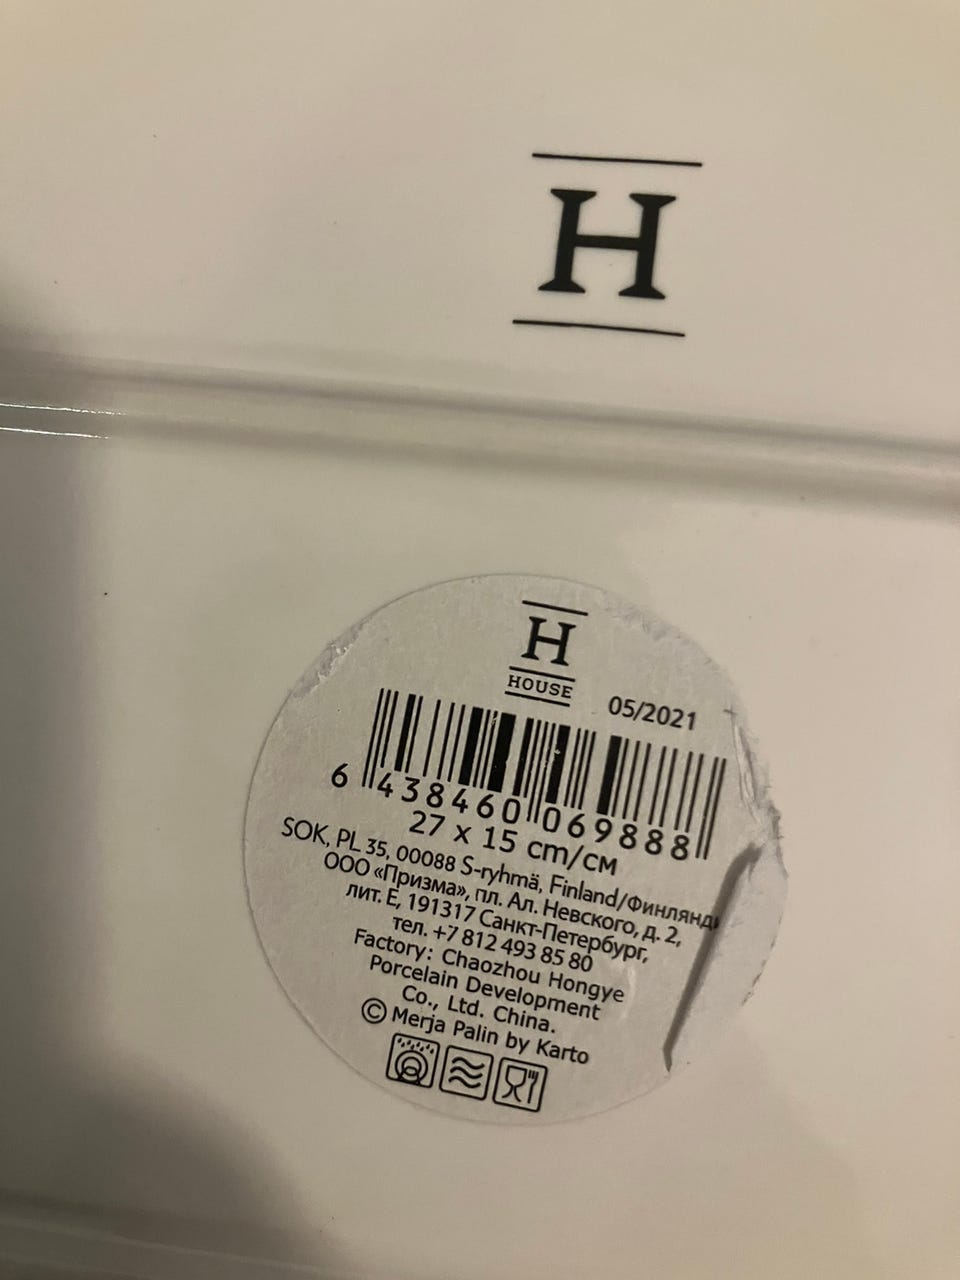 H
H
HOUSE
05/2021
6 438460 069888
27 x 15 cm/см
SOK, PL 35, 00088 S-ryhmä, Finland/Финлянд
ООО «Призма», пл. Ал. Невского, д. 2,
лит. Е, 191317 Санкт-Петербург,
тел. +7 812 493 85 80
Factory: Chaozhou Hongye
Porcelain Development
Co., Ltd. China.
© Merja Palin by Karto